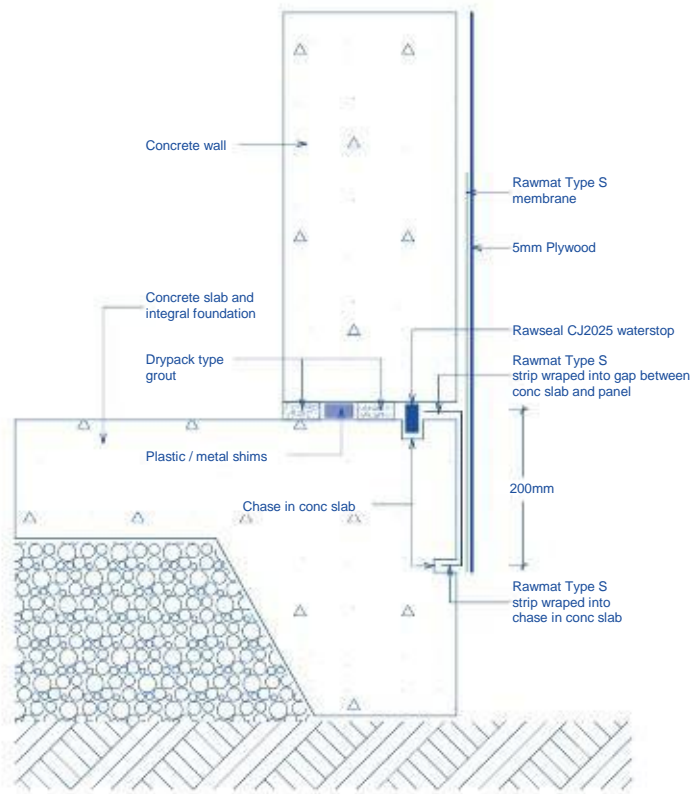 Concrete wall
Rawmat Type S
membrane
5mm Plywood
Concrete slab and
integral foundation
Rawseal CJ2025 waterstop
Drypack type
grout
Rawmat Type S
strip wraped into gap between
conc slab and panel
Plastic / metal shims
Chase in conc slab
200mm
Rawmat Type S
strip wraped into
chase in conc slab